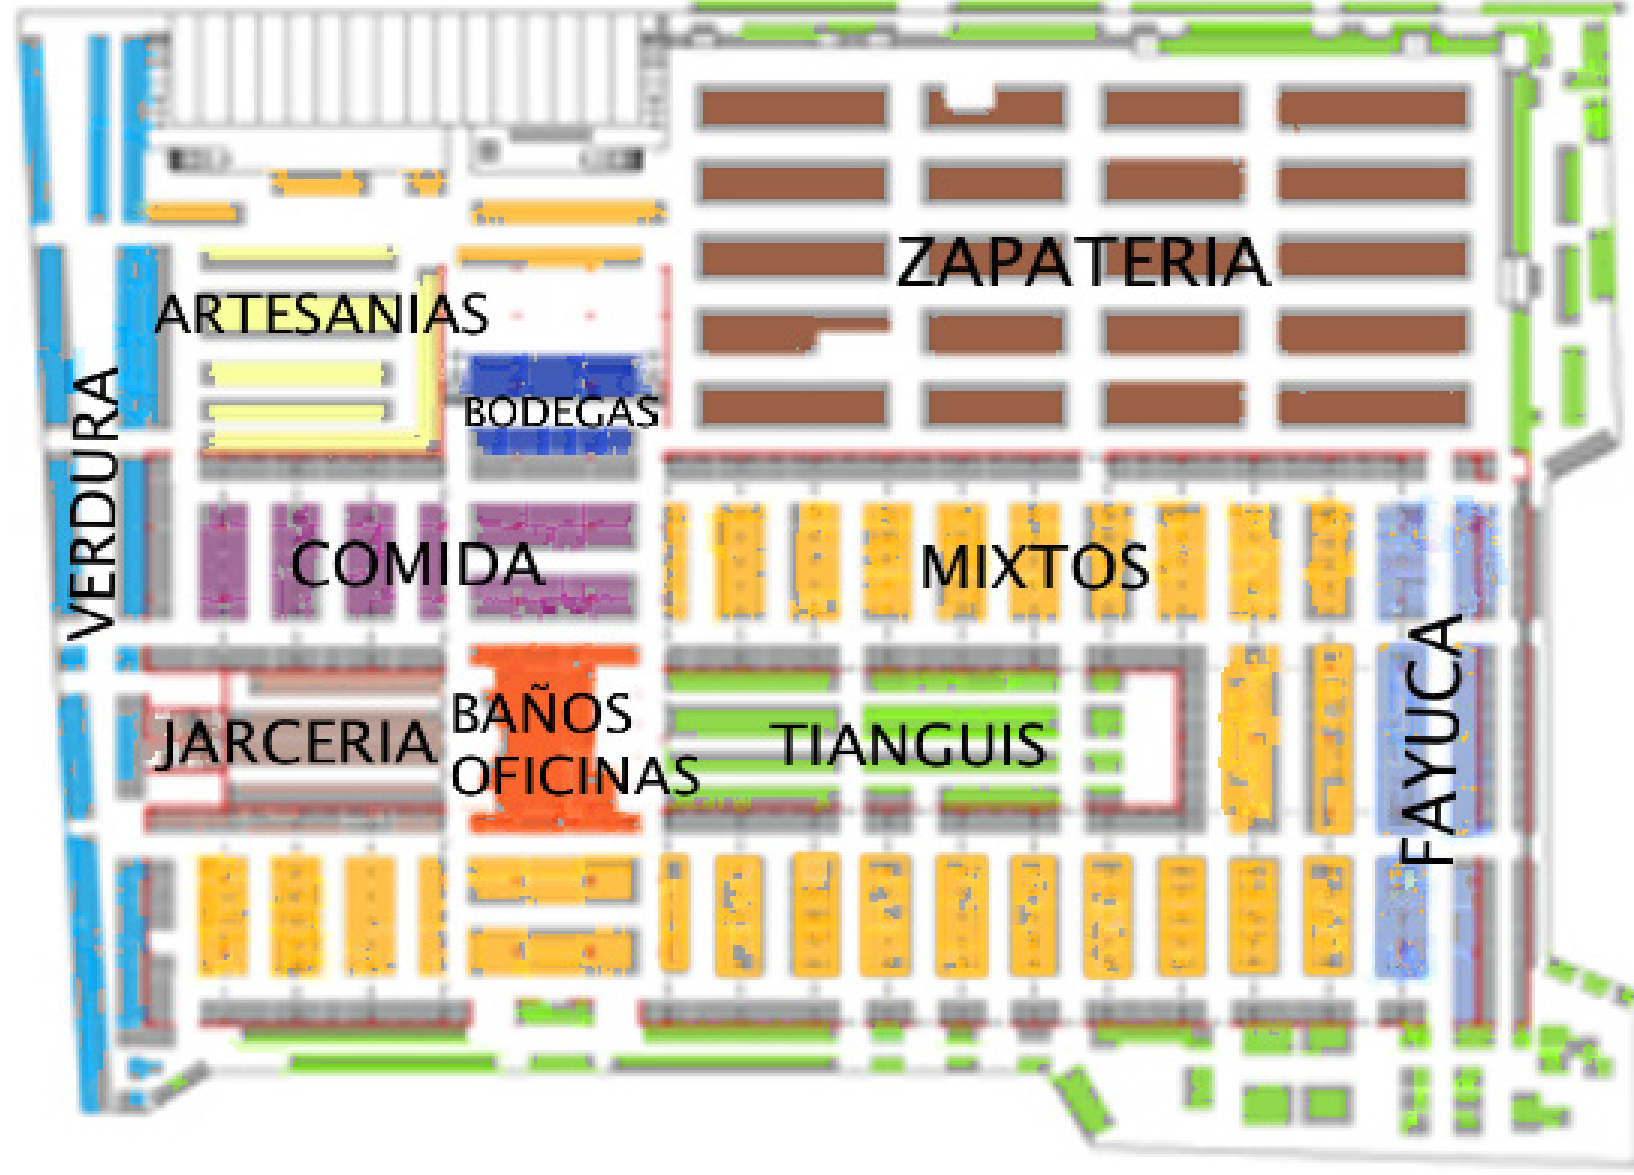 ZAPATERIA
ARTESANIAS
BODEGAS
VERDURA
COMIDA
MIXTOS
FAYUCA
JARCERIA
BAÑOS
OFICINAS
TIANGUIS